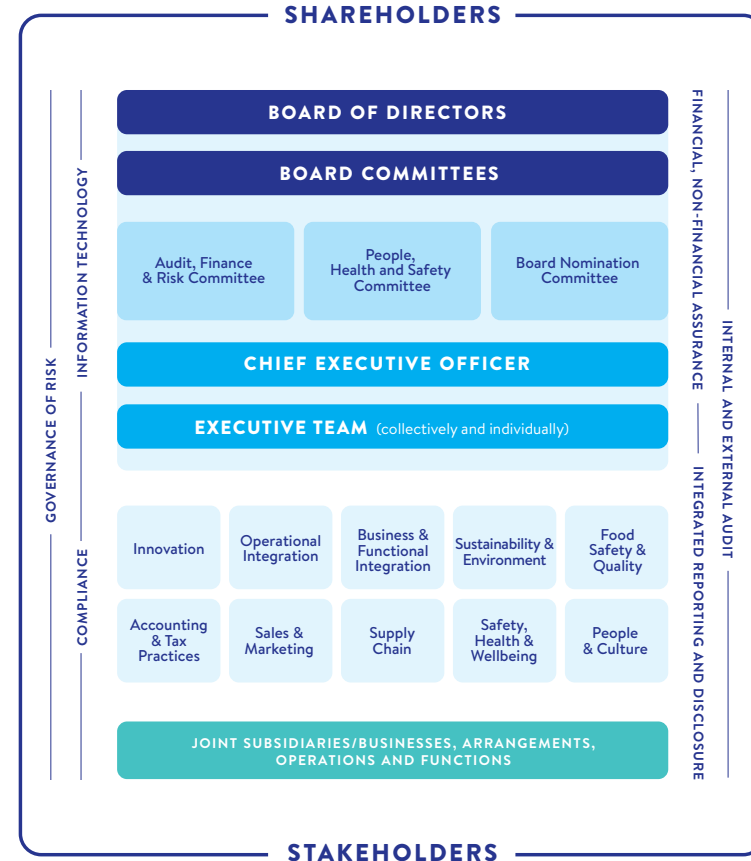 SHAREHOLDERS
BOARD OF DIRECTORS
BOARD COMMITTEES
Audit, Finance
& Risk Committee
People,
Health and Safety
Committee
Board Nomination
Committee
CHIEF EXECUTIVE OFFICER
EXECUTIVE TEAM (collectively and individually)
Innovation
Operational
Integration
Business &
Functional
Integration
Sustainability &
Environment
Food
Safety &
Quality
Accounting
& Tax
Practices
Sales &
Marketing
Supply
Chain
Safety,
Health &
Wellbeing
People
& Culture
JOINT SUBSIDIARIES/BUSINESSES, ARRANGEMENTS,
OPERATIONS AND FUNCTIONS
GOVERNANCE OF RISK
INFORMATION TECHNOLOGY
COMPLIANCE
FINANCIAL, NON-FINANCIAL ASSURANCE
INTEGRATED REPORTING AND DISCLOSURE
INTERNAL AND EXTERNAL AUDIT
STAKEHOLDERS